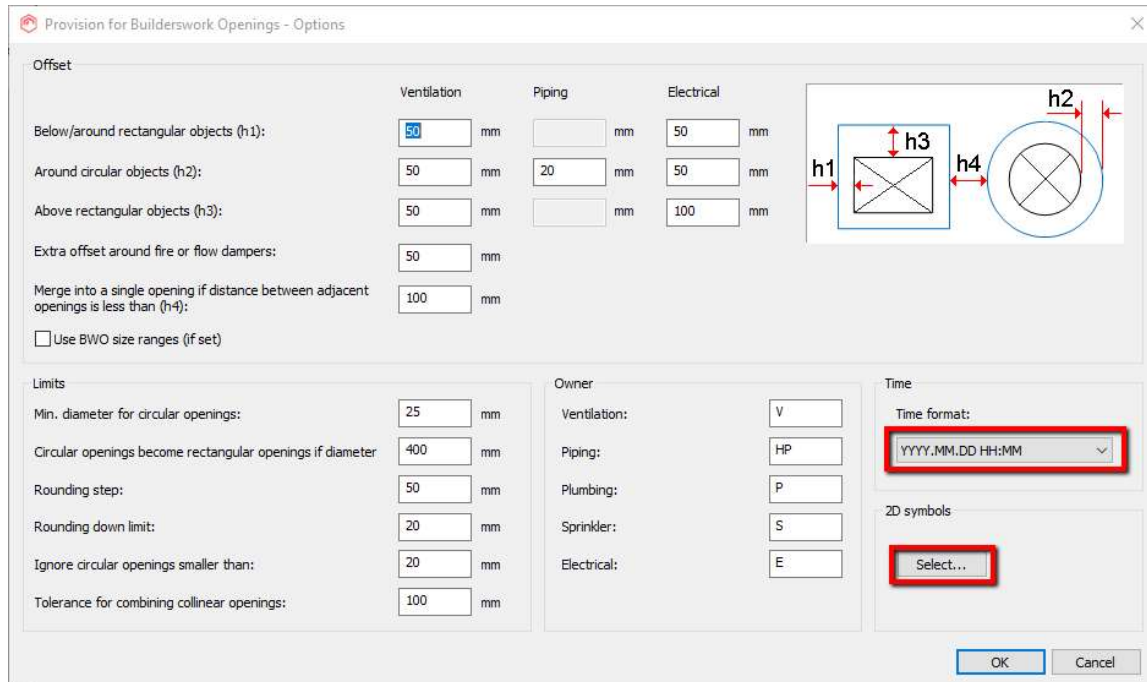 Provision for Builderswork Openings - Options
Offset
Ventilation Piping Electrical
Below/around rectangular objects (h1): 50 mm mm 50 mm
Around circular objects (h2): 50 mm 20 mm 50 mm
Above rectangular objects (h3): 50 mm mm 100 mm
Extra offset around fire or flow dampers: 50 mm
Merge into a single opening if distance between adjacent
openings is less than (h4): 100 mm
Use BWO size ranges (if set)
h2
h3
h1
h4
Limits
Min. diameter for circular openings: 25 mm
Circular openings become rectangular openings if diameter 400 mm
Rounding step: 50 mm
Rounding down limit: 20 mm
Ignore circular openings smaller than: 20 mm
Tolerance for combining collinear openings: 100 mm
Owner
Ventilation: V
Piping: HP
Plumbing: P
Sprinkler: S
Electrical: E
Time
Time format:
YYYY.MM.DD HH:MM
2D symbols
Select...
OK Cancel